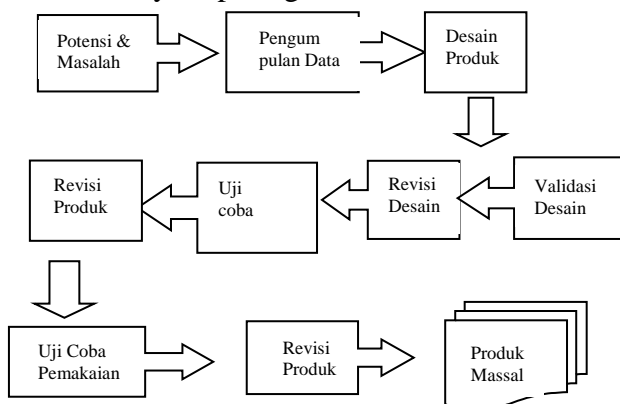 Potensi &
Masalah
Pengum
pulan Data
Desain
Produk
Validasi
Desain
Revisi
Desain
Uji
coba
Revisi
Produk
Uji Coba
Pemakaian
Revisi
Produk
Produk
Massal